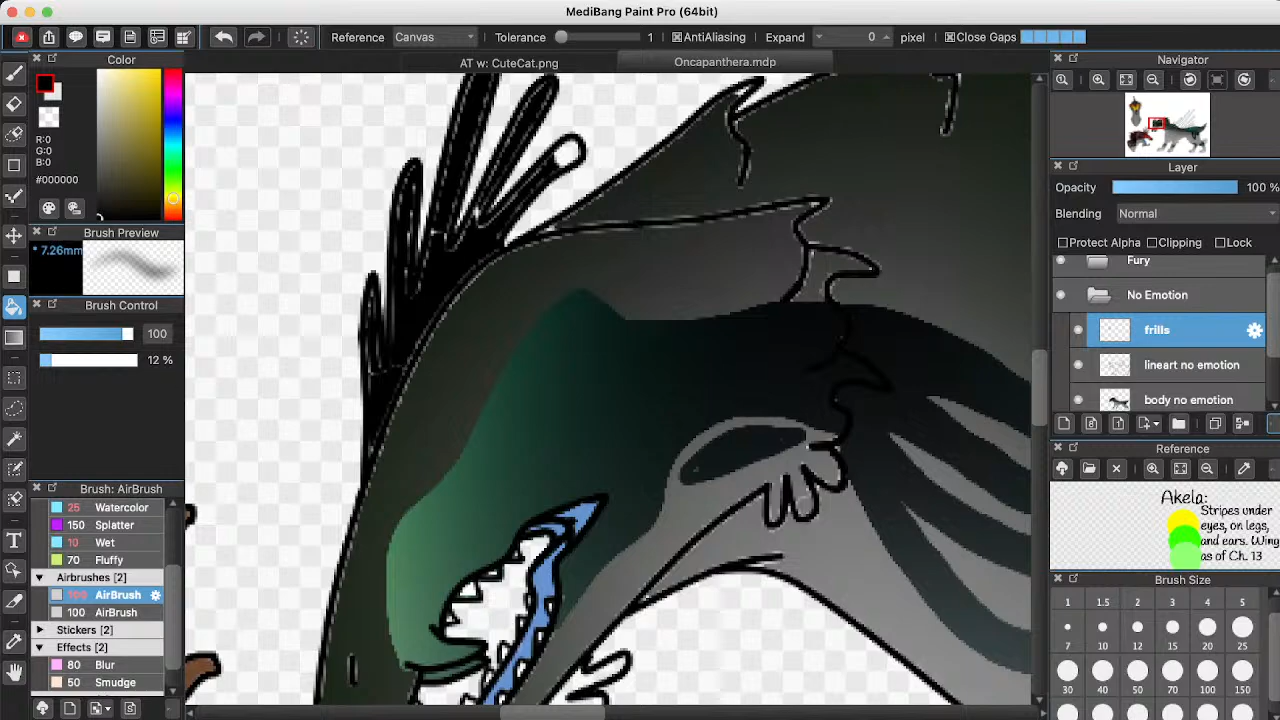 MediBang Paint Pro (64bit)
Reference Canvas Tolerance 1 AntiAliasing Expand 0 pixel Close Gaps
AT w: CuteCat.png Oncapanthera.mdp
Color
R:0
G:0
B:0
#000000
Brush Preview
* 7.26mm
Brush Control
100
12 %
Brush: AirBrush
25 Watercolor
150 Splatter
10 Wet
70 Fluffy
Airbrushes [2]
100 AirBrush
100 AirBrush
Stickers [2]
Effects [2]
80 Blur
50 Smudge
Navigator
Layer
Opacity 100 %
Blending Normal
Protect Alpha Clipping Lock
Fury
No Emotion
frills
lineart no emotion
body no emotion
Reference
Akela:
Stripes under
eyes, on legs,
and ears. Wing
as of Ch. 13
Brush Size
1 1.5 2 3 4 5
7 10 12 15 20 25
30 40 50 70 100 150